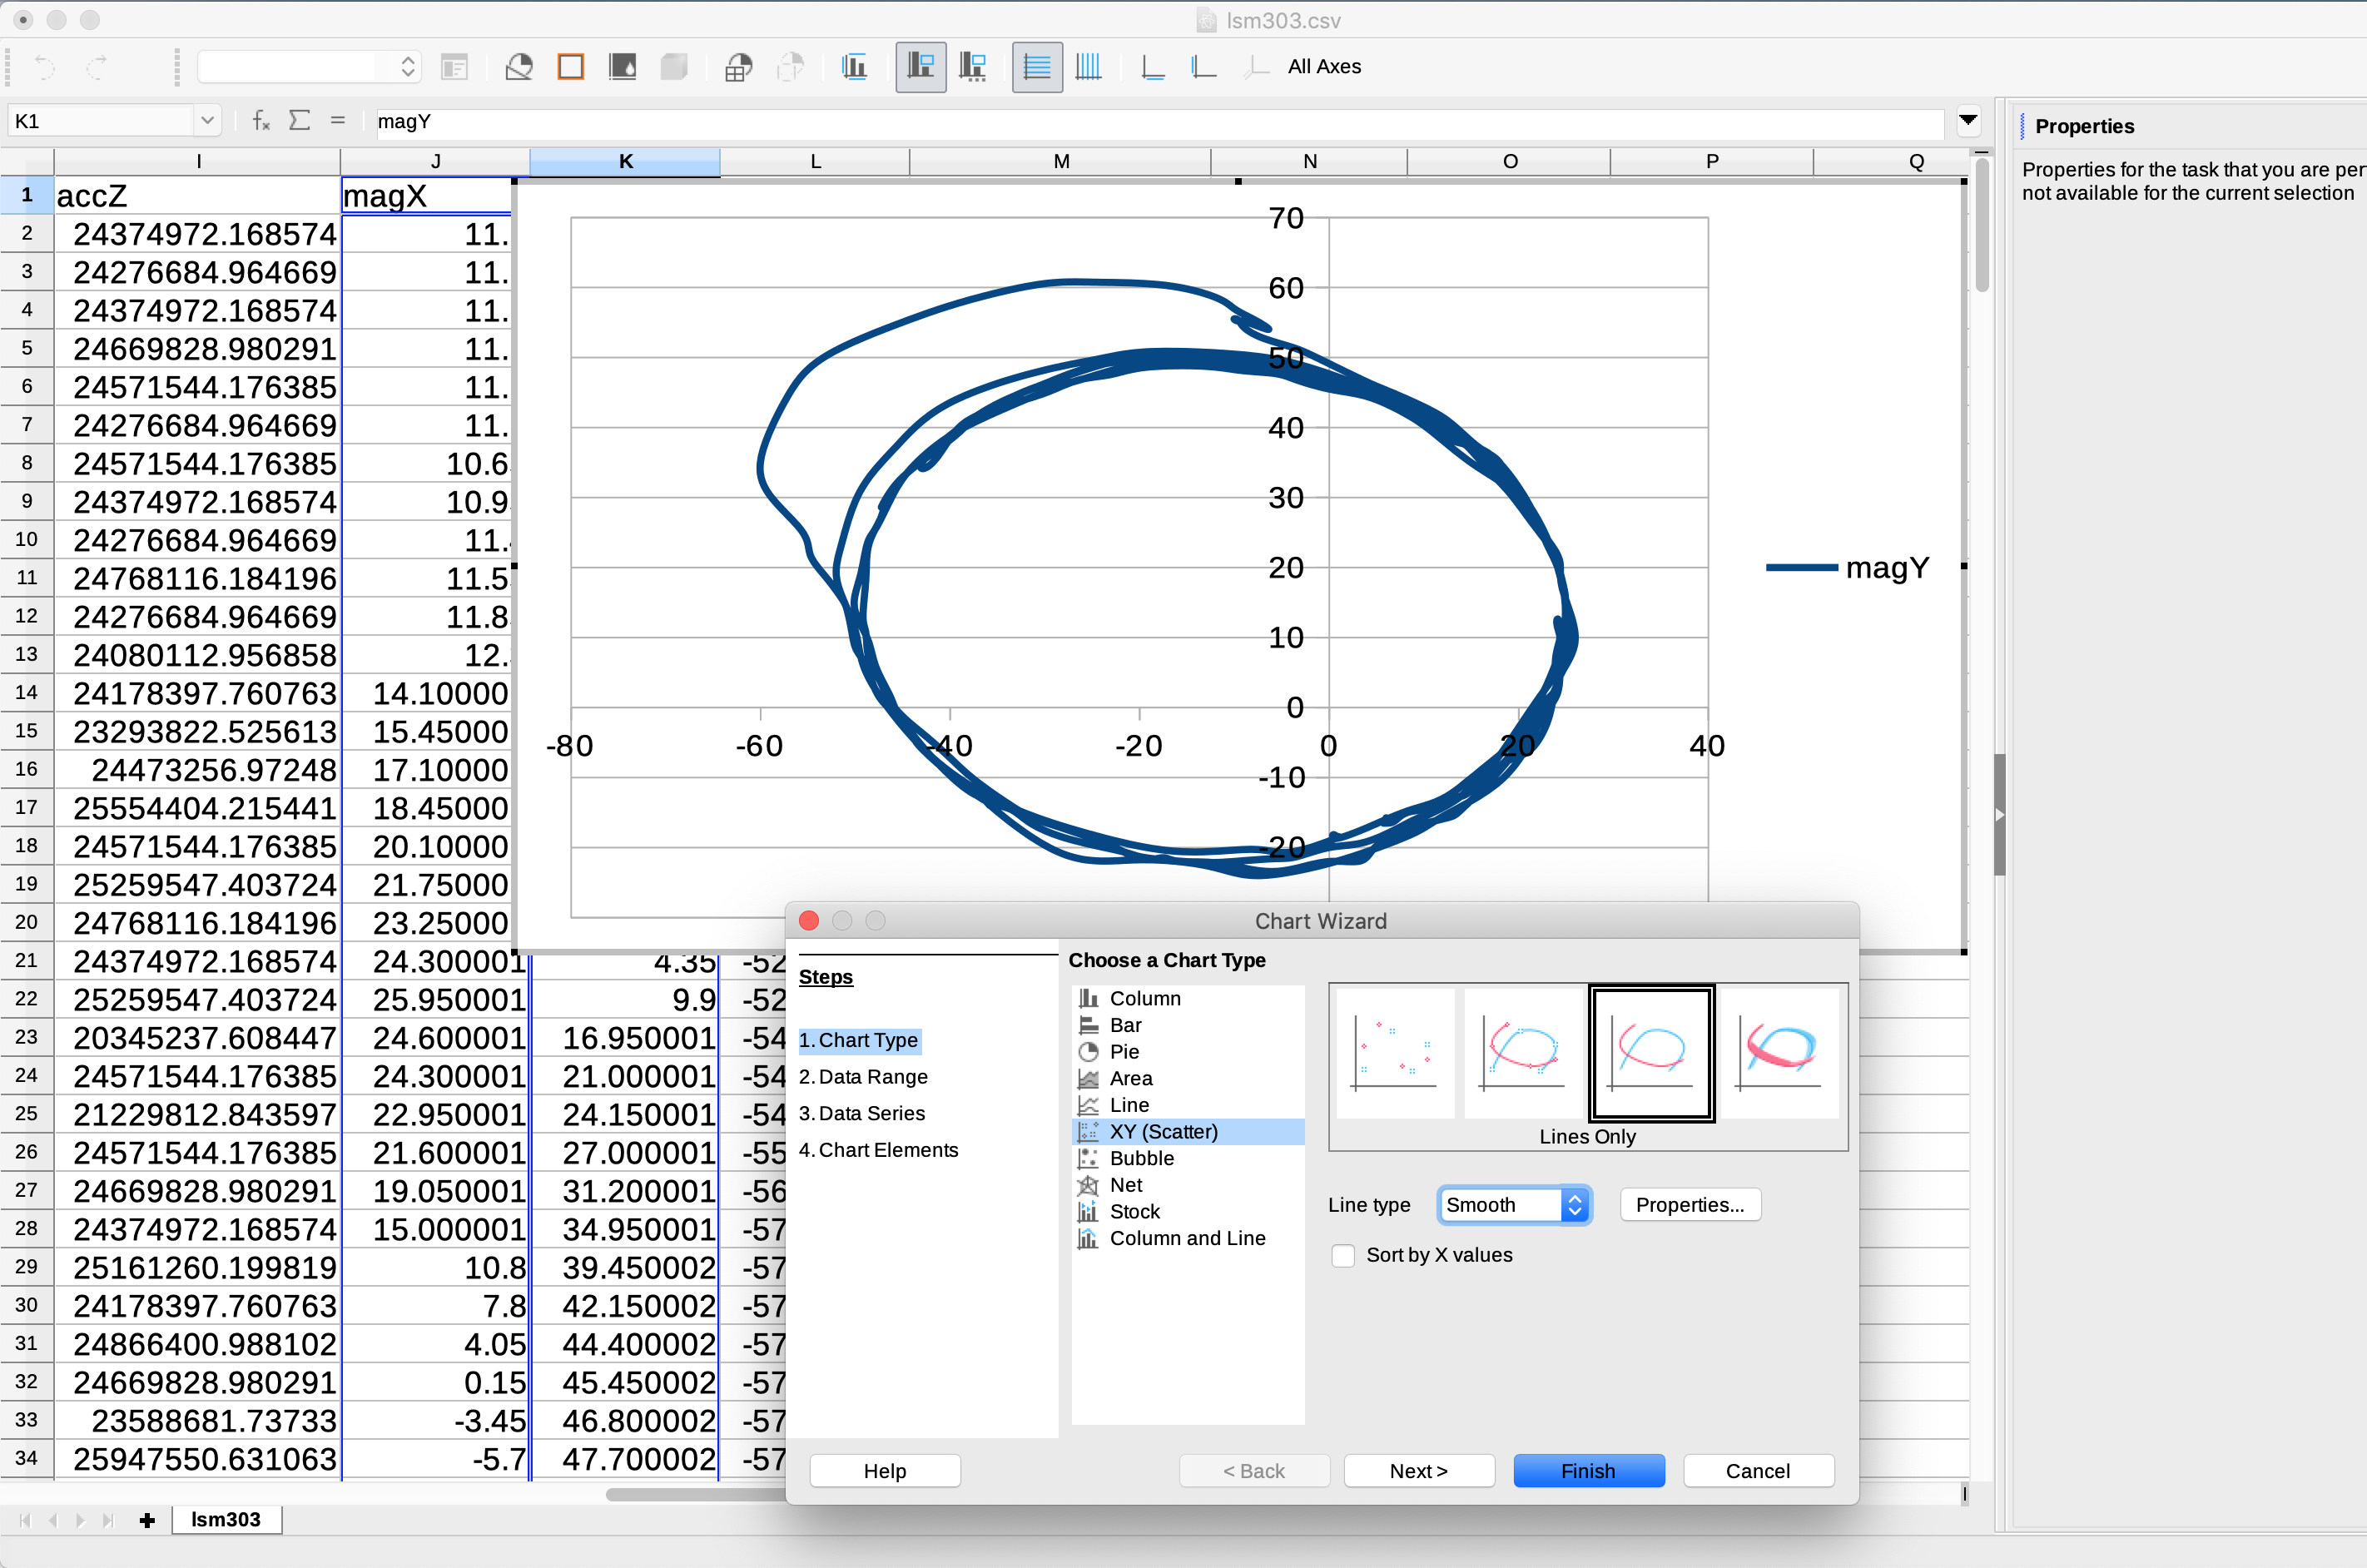 lsm303.csv
All Axes
K1
magY
Properties
Properties for the task that you are per
not available for the current selection
I J K L M N O P Q
1 accZ magX
2 24374972.168574 11.
3 24276684.964669 11.
4 24374972.168574 11.
5 24669828.980291 11.
6 24571544.176385 11.
7 24276684.964669 11.
8 24571544.176385 10.6
9 24374972.168574 10.9
10 24276684.964669 11.
11 24768116.184196 11.5
12 24276684.964669 11.8
13 24080112.956858 12.
14 24178397.760763 14.10000
15 23293822.525613 15.45000
16 24473256.97248 17.10000
17 25554404.215441 18.45000
18 24571544.176385 20.10000
19 25259547.403724 21.75000
20 24768116.184196 23.25000
21 24374972.168574 24.300001 4.35 -52
22 25259547.403724 25.950001 9.9 -52
23 20345237.608447 24.600001 16.950001 -54
24 24571544.176385 24.300001 21.000001 -54
25 21229812.843597 22.950001 24.150001 -54
26 24571544.176385 21.600001 27.000001 -55
27 24669828.980291 19.050001 31.200001 -56
28 24374972.168574 15.000001 34.950001 -57
29 25161260.199819 10.8 39.450002 -57
30 24178397.760763 7.8 42.150002 -57
31 24866400.988102 4.05 44.400002 -57
32 24669828.980291 0.15 45.450002 -57
33 23588681.73733 -3.45 46.800002 -57
34 25947550.631063 -5.7 47.700002 -57
70
60
50
40
30
20
10
0
-10
-20
-80 -60 -40 -20 0 20 40
magY
Chart Wizard
Steps
1. Chart Type
2. Data Range
3. Data Series
4. Chart Elements
Choose a Chart Type
Column
Bar
Pie
Area
Line
XY (Scatter)
Bubble
Net
Stock
Column and Line
Lines Only
Line type Smooth Properties...
Sort by X values
Help < Back Next > Finish Cancel
lsm303